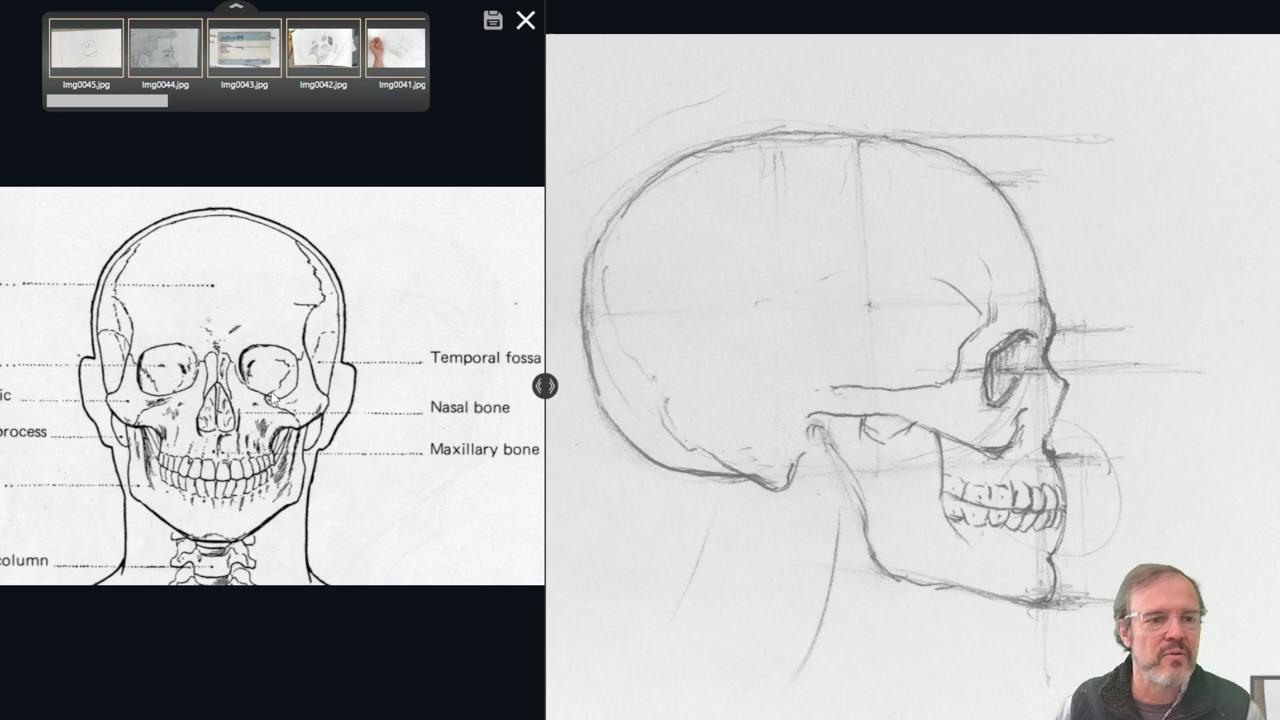 Img0045.jpg
Img0044.jpg
Img0043.jpg
Img0042.jpg
Img0041.jpg
Temporal fossa
ic
Nasal bone
process
Maxillary bone
column